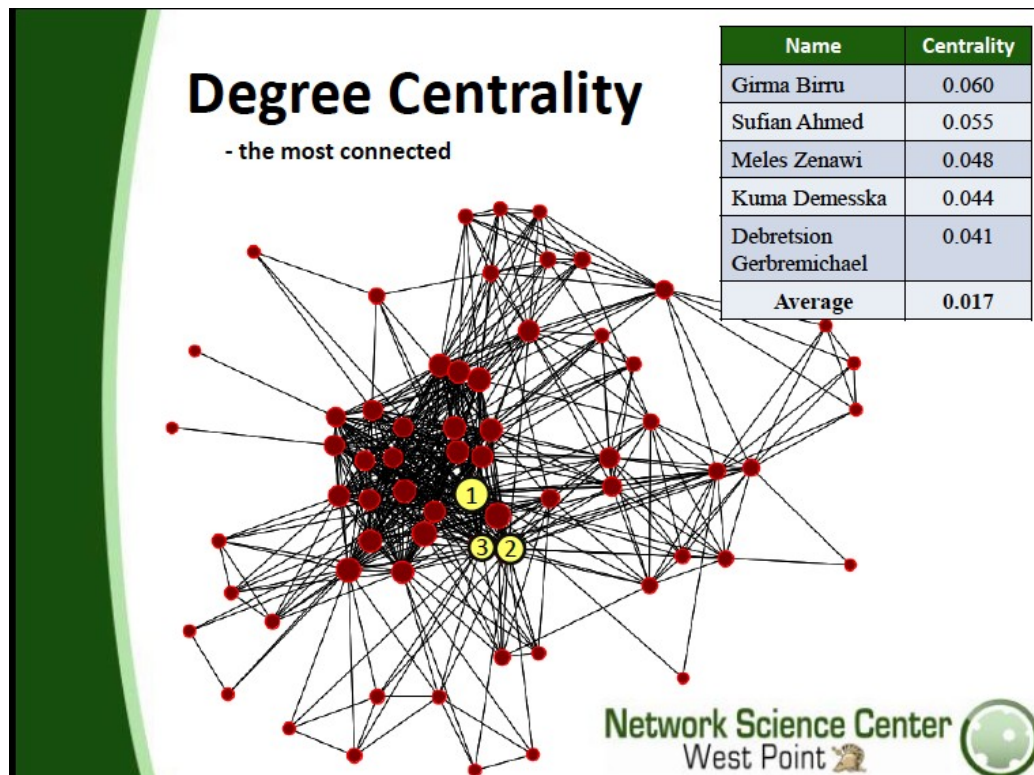 Degree Centrality
- the most connected
Name Centrality
Girma Birru 0.060
Sufian Ahmed 0.055
Meles Zenawi 0.048
Kuma Demesska 0.044
Debretsion 0.041
Gerbremichael
Average 0.017
1
3 2
Network Science Center
West Point